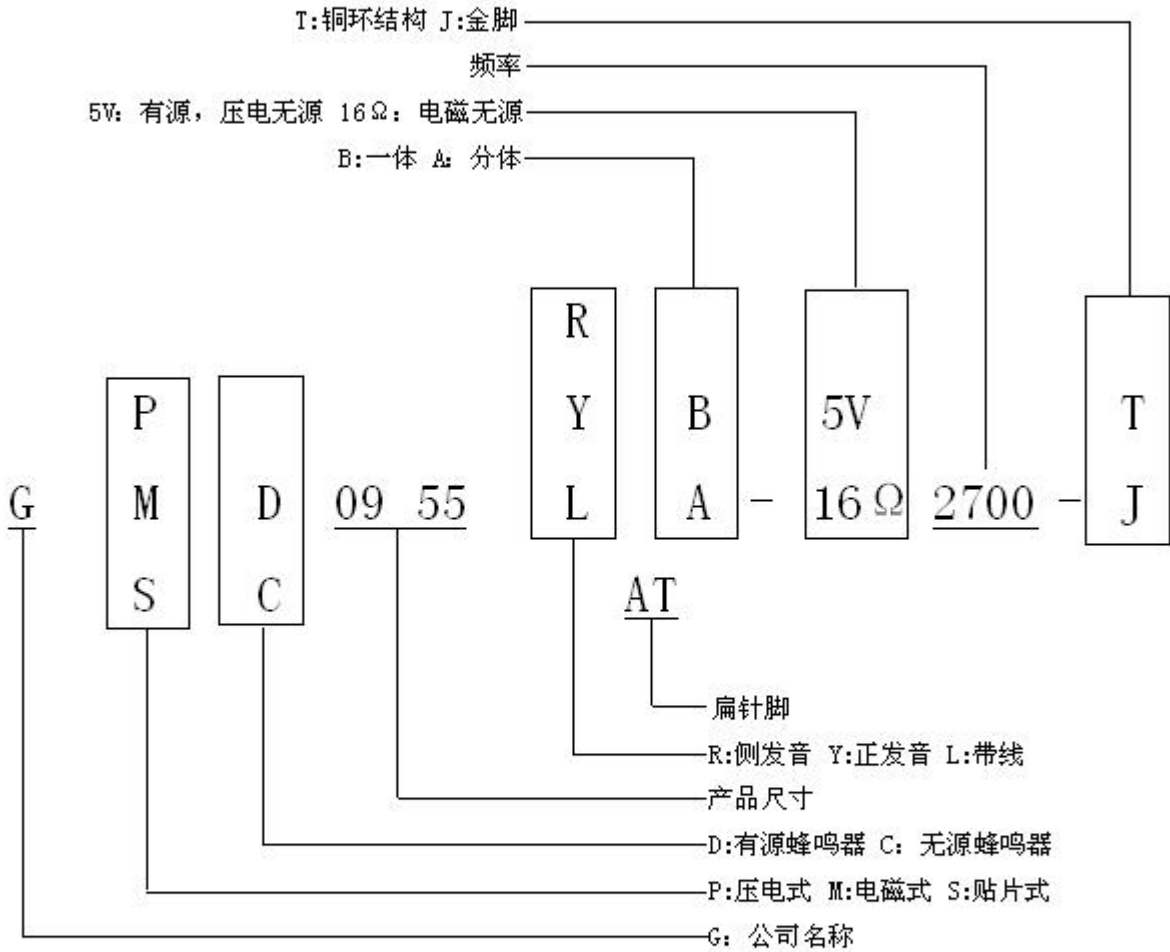 T:铜环结构 J:金脚
频率
5V: 有源，压电无源 16Ω: 电磁无源
B:一体 A: 分体
R
P Y B 5V T
G M D 09 55 L A - 16Ω 2700 - J
S C AT
扁针脚
R:侧发音 Y:正发音 L:带线
产品尺寸
D:有源蜂鸣器 C: 无源蜂鸣器
P:压电式 M:电磁式 S:贴片式
G: 公司名称